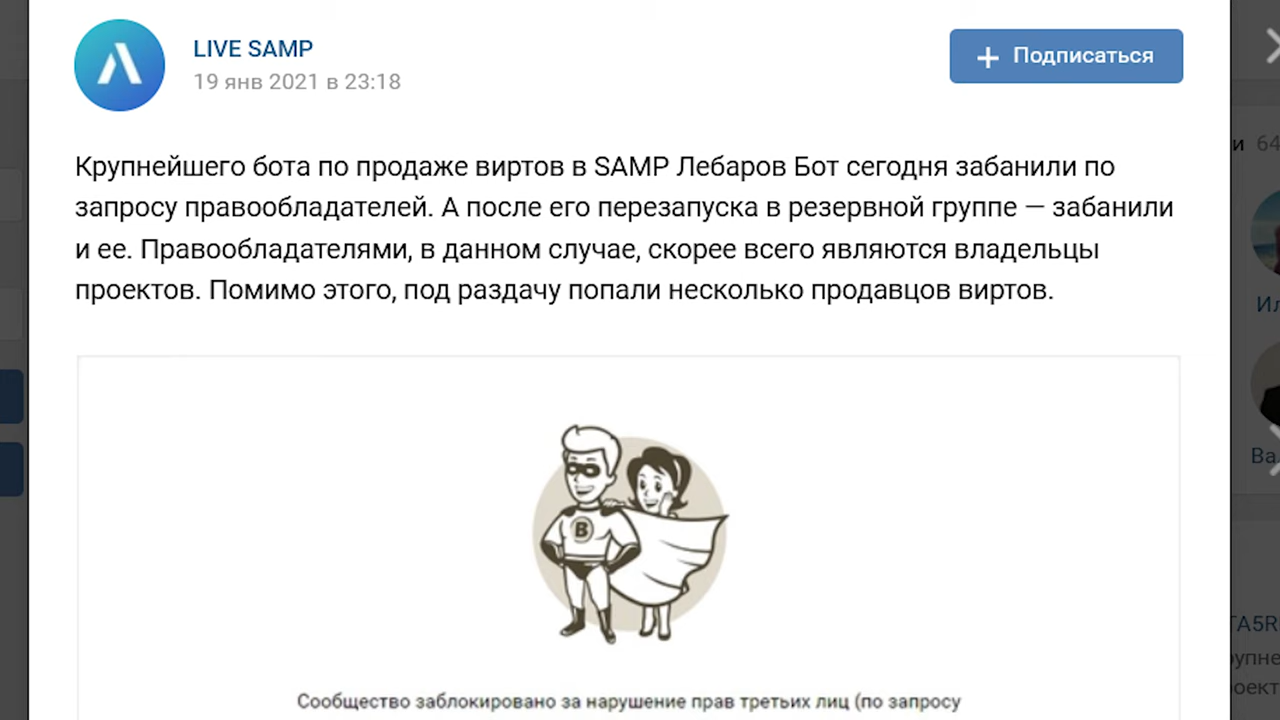 LIVE SAMP
19 янв 2021 в 23:18
Подписаться
Крупнейшего бота по продаже виртов в SAMP Лебаров Бот сегодня забанили по
запросу правообладателей. А после его перезапуска в резервной группе — забанили
и ее. Правообладателями, в данном случае, скорее всего являются владельцы
проектов. Помимо этого, под раздачу попали несколько продавцов виртов.
B
Сообщество заблокировано за нарушение прав третьих лиц (по запросу